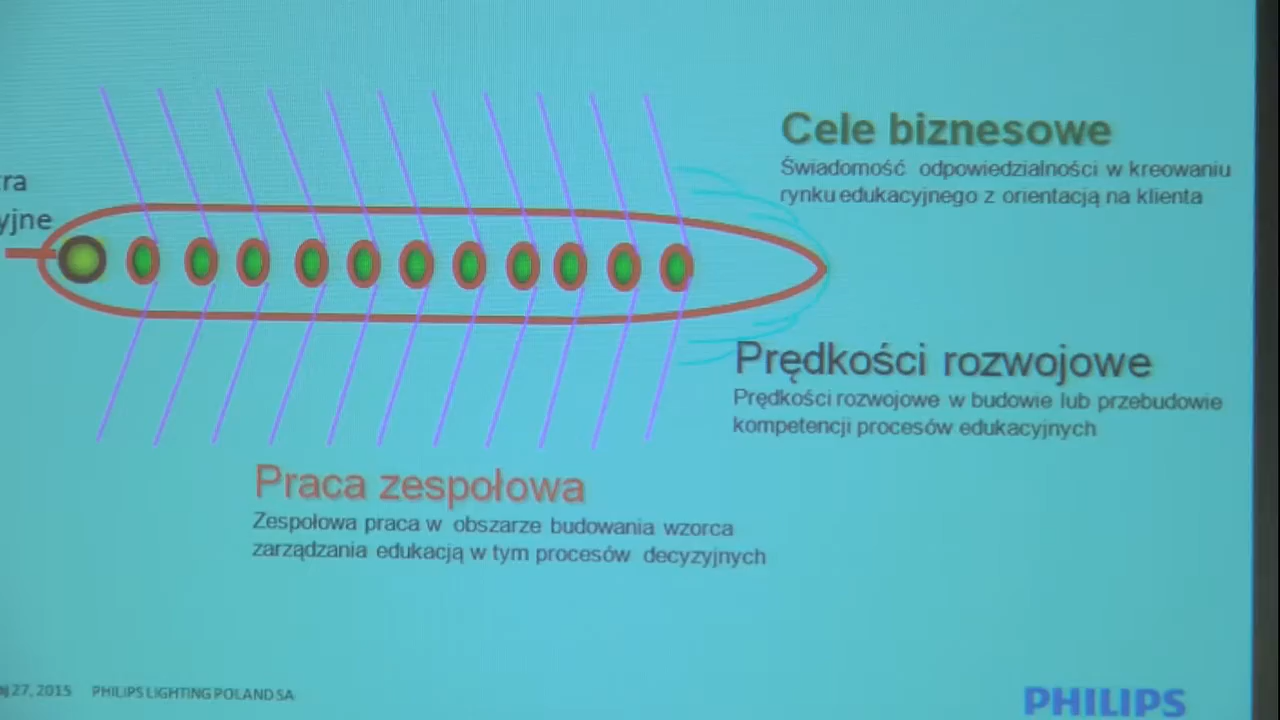 Cele biznesowe
Świadomość odpowiedzialności w kreowaniu
rynku edukacyjnego z orientacją na klienta
Prędkości rozwojowe
Prędkości rozwojowe w budowie lub przebudowie
kompetencji procesów edukacyjnych
Praca zespołowa
Zespołowa praca w obszarze budowania wzorca
zarządzania edukacją w tym procesów decyzyjnych
27, 2015 PHILIPS LIGHTING POLAND SA
PHILIPS